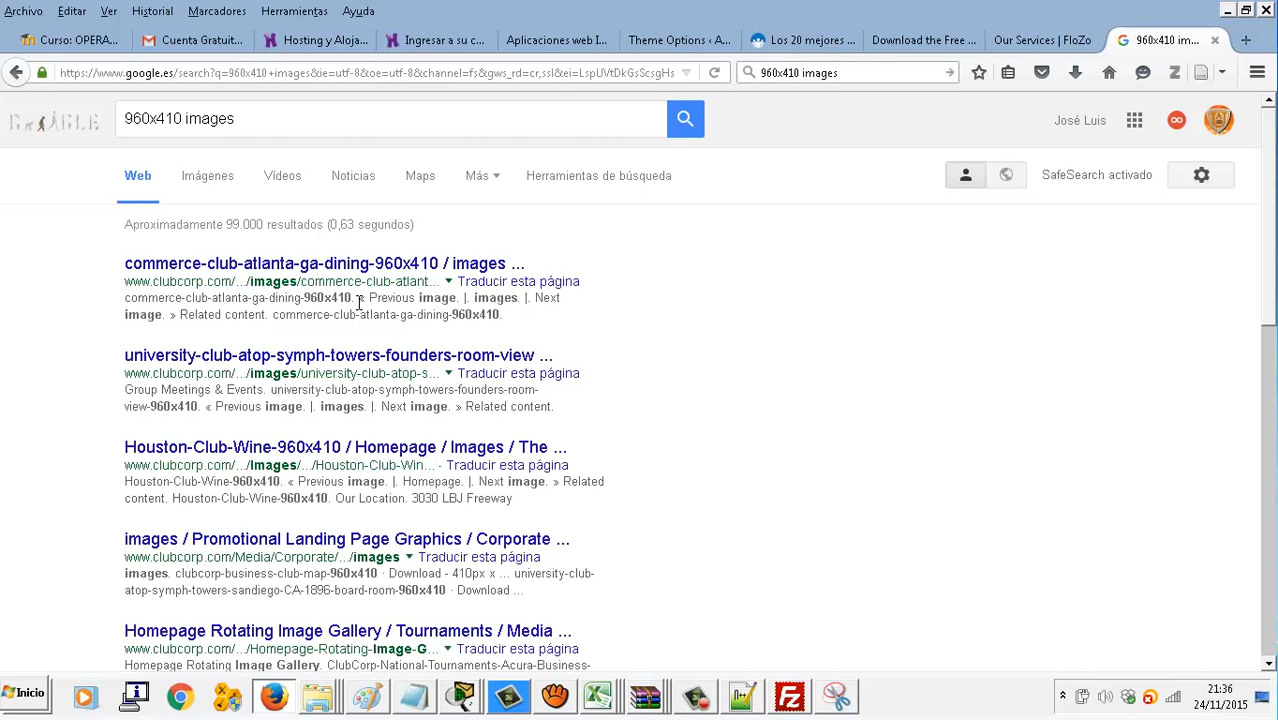 Archivo Editar Ver Historial Marcadores Herramientas Ayuda
Curso: OPERA... Cuenta Gratuit... Hosting y Aloja... Ingresar a su c... Aplicaciones web I... Theme Options ‹ A... Los 20 mejores ... Download the Free ... Our Services | FloZo 960x410 im...
https://www.google.es/search?q=960x410+images&ie=utf-8&oe=utf-8&channel=fs&gws_rd=cr,ssl&ei=LspUVtDkGsScsgHs 960x410 images
960x410 images José Luis
Web Imágenes Vídeos Noticias Maps Más Herramientas de búsqueda SafeSearch activado
Aproximadamente 99.000 resultados (0,63 segundos)
commerce-club-atlanta-ga-dining-960x410 / images ...
www.clubcorp.com/.../images/commerce-club-atlant... Traducir esta página
commerce-club-atlanta-ga-dining-960x410. « Previous image. |. images. |. Next
image. » Related content. commerce-club-atlanta-ga-dining-960x410.
university-club-atop-symph-towers-founders-room-view ...
www.clubcorp.com/.../images/university-club-atop-s... Traducir esta página
Group Meetings & Events. university-club-atop-symph-towers-founders-room-
view-960x410. « Previous image. |. images. |. Next image. » Related content.
Houston-Club-Wine-960x410 / Homepage / Images / The ...
www.clubcorp.com/.../Images/.../Houston-Club-Win... - Traducir esta página
Houston-Club-Wine-960x410. « Previous image. |. Homepage. |. Next image. » Related
content. Houston-Club-Wine-960x410. Our Location. 3030 LBJ Freeway
images / Promotional Landing Page Graphics / Corporate ...
www.clubcorp.com/Media/Corporate/.../images Traducir esta página
images. clubcorp-business-club-map-960x410 · Download - 410px x ... university-club-
atop-symph-towers-sandiego-CA-1896-board-room-960x410 · Download ...
Homepage Rotating Image Gallery / Tournaments / Media ...
www.clubcorp.com/.../Homepage-Rotating-Image-G... Traducir esta página
Homepage Rotating Image Gallery. ClubCorp-National-Tournaments-Acura-Business-
Inicio 21:36
24/11/2015